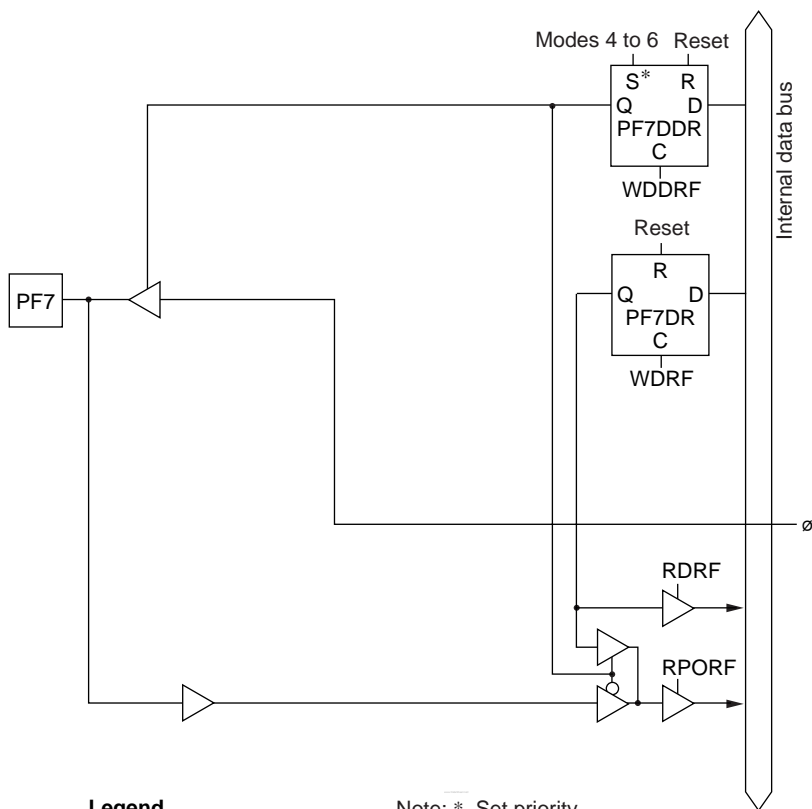 Modes 4 to 6 Reset
S* R
Q D
PF7DDR
C
WDDRF
Internal data bus
Reset
R
Q D
PF7DR
C
WDRF
PF7
ø
RDRF
RPORF
Legend
Note: * Set priority